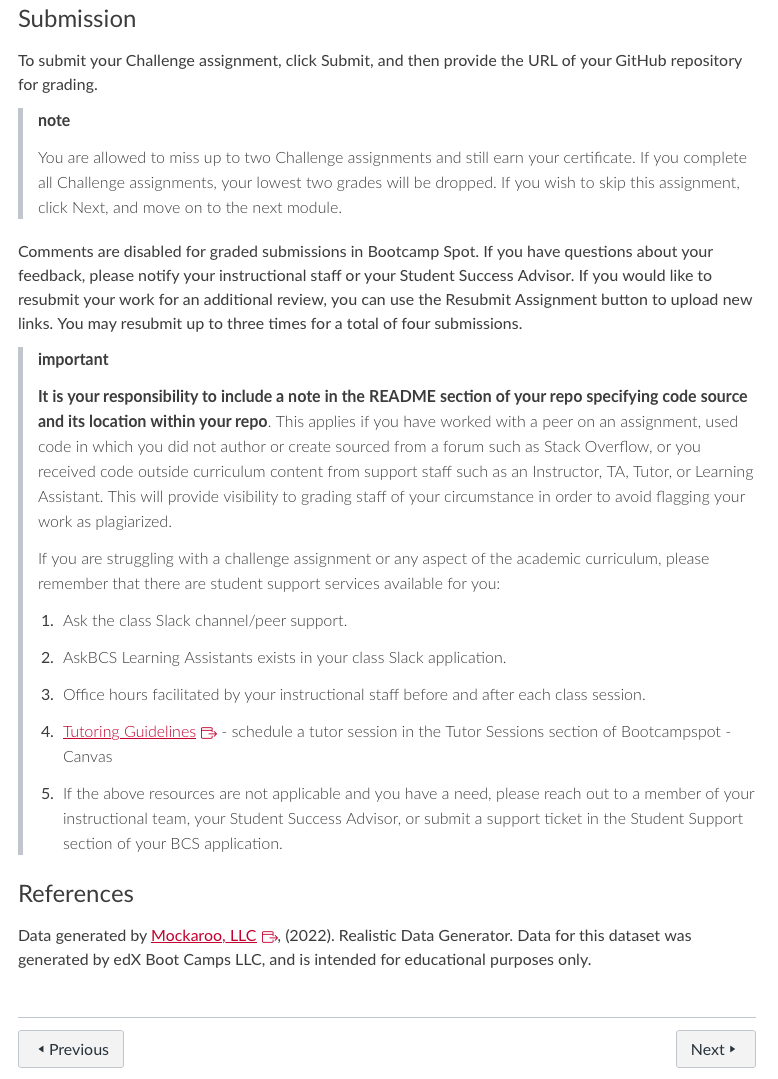 Submission
To submit your Challenge assignment, click Submit, and then provide the URL of your GitHub repository
for grading.
note
You are allowed to miss up to two Challenge assignments and still earn your certificate. If you complete
all Challenge assignments, your lowest two grades will be dropped. If you wish to skip this assignment,
click Next, and move on to the next module.
Comments are disabled for graded submissions in Bootcamp Spot. If you have questions about your
feedback, please notify your instructional staff or your Student Success Advisor. If you would like to
resubmit your work for an additional review, you can use the Resubmit Assignment button to upload new
links. You may resubmit up to three times for a total of four submissions.
important
It is your responsibility to include a note in the README section of your repo specifying code source
and its location within your repo. This applies if you have worked with a peer on an assignment, used
code in which you did not author or create sourced from a forum such as Stack Overflow, or you
received code outside curriculum content from support staff such as an Instructor, TA, Tutor, or Learning
Assistant. This will provide visibility to grading staff of your circumstance in order to avoid flagging your
work as plagiarized.
If you are struggling with a challenge assignment or any aspect of the academic curriculum, please
remember that there are student support services available for you:
1. Ask the class Slack channel/peer support.
2. AskBCS Learning Assistants exists in your class Slack application.
3. Office hours facilitated by your instructional staff before and after each class session.
4. Tutoring Guidelines - schedule a tutor session in the Tutor Sessions section of Bootcampspot -
Canvas
5. If the above resources are not applicable and you have a need, please reach out to a member of your
instructional team, your Student Success Advisor, or submit a support ticket in the Student Support
section of your BCS application.
References
Data generated by Mockaroo, LLC , (2022). Realistic Data Generator. Data for this dataset was
generated by edX Boot Camps LLC, and is intended for educational purposes only.
Previous
Next